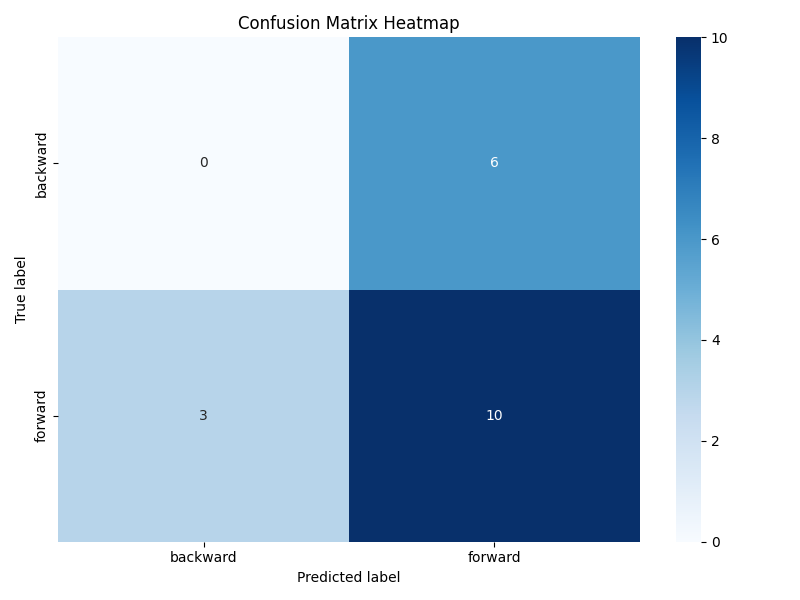 Confusion Matrix Heatmap
True label
backward
forward
0
6
3
10
backward
forward
Predicted label
10
8
6
4
2
0